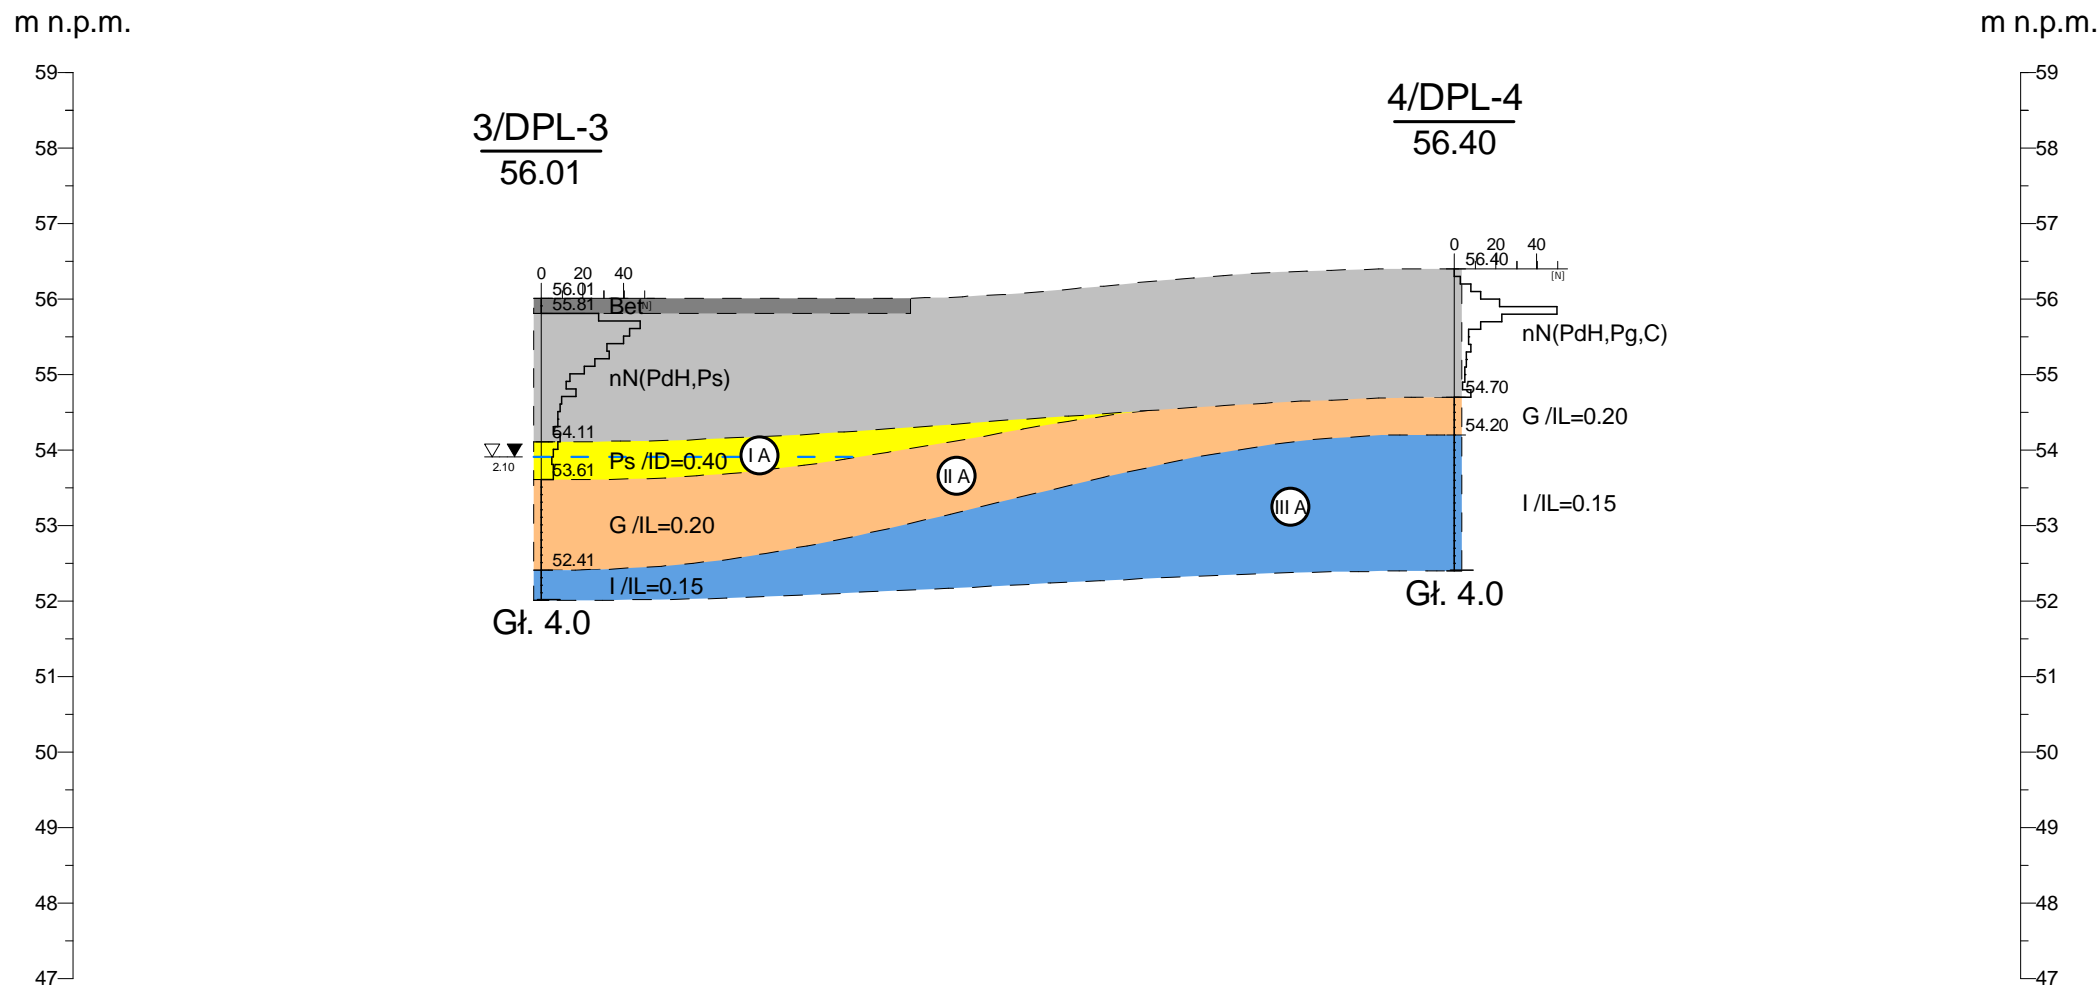 m n.p.m.
m n.p.m.
59
58
57
56
55
54
53
52
51
50
49
48
47
3/DPL-3
56.01
4/DPL-4
56.40
0 20 40
56.01
55.81
Bet
nN(PdH,Ps)
54.11
2.10
Ps /ID=0.40
53.61
G /IL=0.20
52.41
I /IL=0.15
Gł. 4.0
I A
II A
III A
0 20 40
56.40
[N]
nN(PdH,Pg,C)
54.70
G /IL=0.20
54.20
I /IL=0.15
Gł. 4.0
59
58
57
56
55
54
53
52
51
50
49
48
47